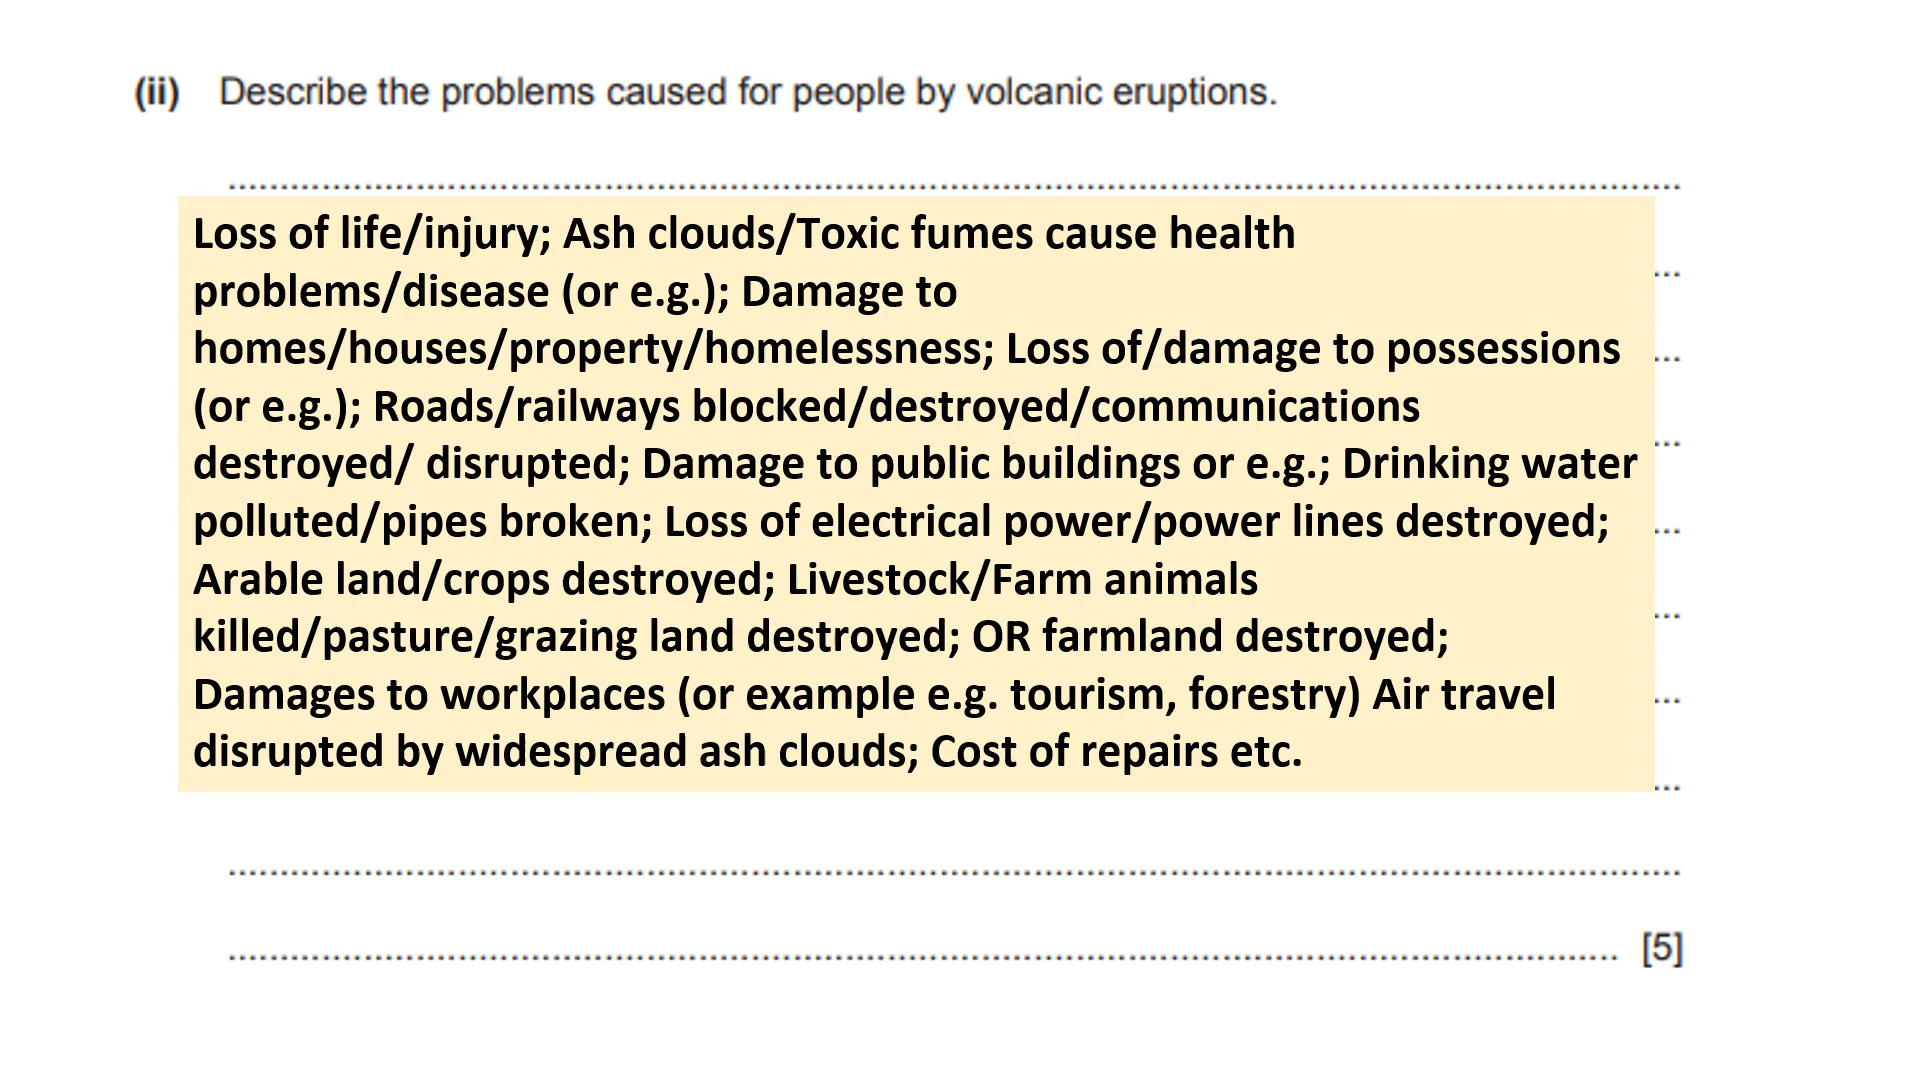 (ii) Describe the problems caused for people by volcanic eruptions.
Loss of life/injury; Ash clouds/Toxic fumes cause health
problems/disease (or e.g.); Damage to
homes/houses/property/homelessness; Loss of/damage to possessions
(or e.g.); Roads/railways blocked/destroyed/communications
destroyed/ disrupted; Damage to public buildings or e.g.; Drinking water
polluted/pipes broken; Loss of electrical power/power lines destroyed;
Arable land/crops destroyed; Livestock/Farm animals
killed/pasture/grazing land destroyed; OR farmland destroyed;
Damages to workplaces (or example e.g. tourism, forestry) Air travel
disrupted by widespread ash clouds; Cost of repairs etc.
[5]